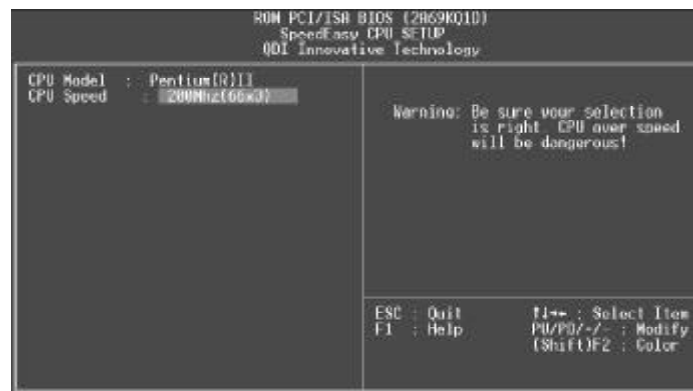 ROM PCI/ISA BIOS (2A69KQ1D)
SpeedEasy CPU SETUP
QDI Innovative Technology
CPU Model : Pentium(R)II
CPU Speed : 200Mhz(66x3)
Warning: Be sure your selection
is right. CPU over speed
will be dangerous!
ESC : Quit ↑↓→← : Select Item
F1 : Help PU/PD/+/- : Modify
(Shift)F2 : Color